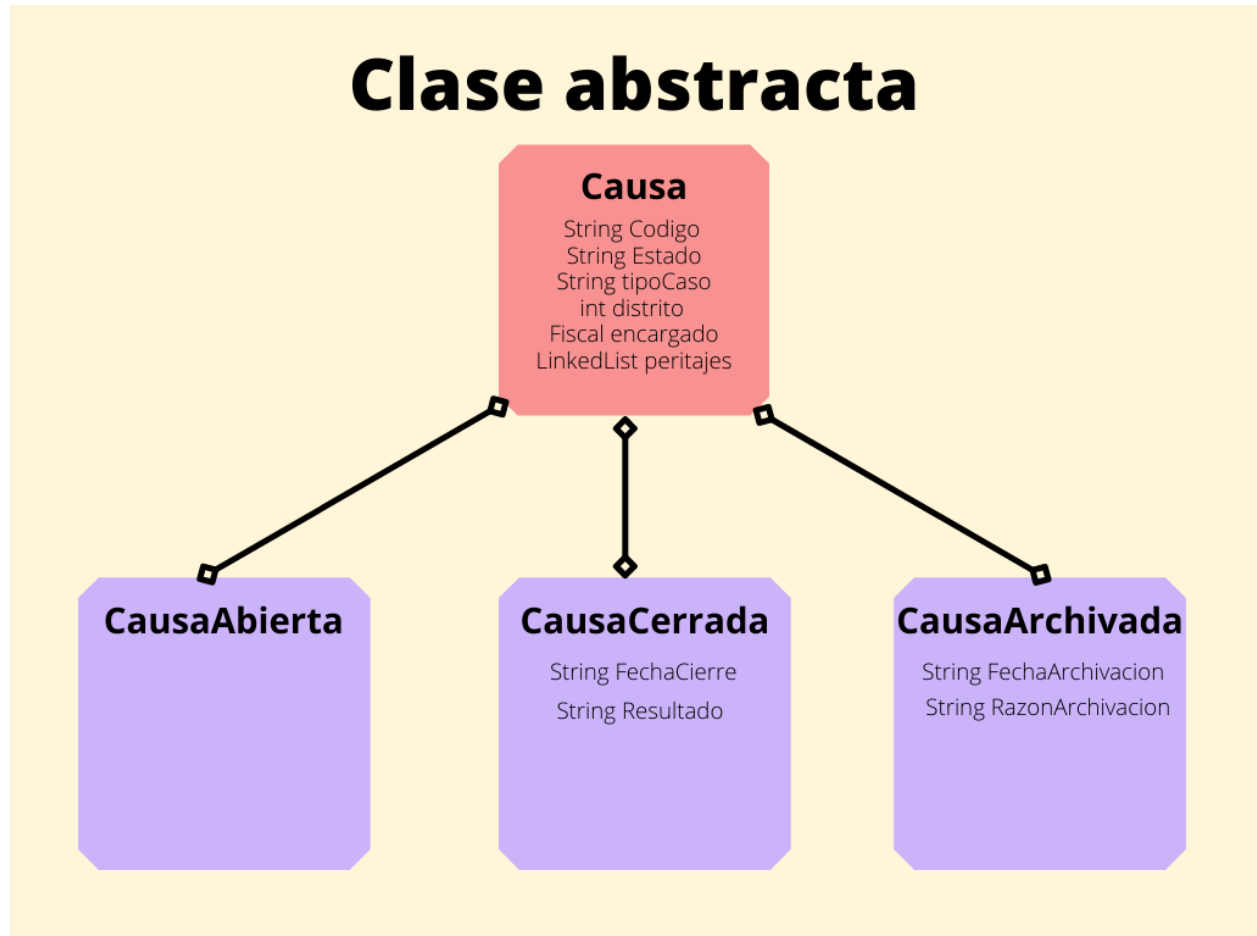 Clase abstracta
Causa
String Codigo
String Estado
String tipoCaso
int distrito
Fiscal encargado
LinkedList peritajes
CausaAbierta
CausaCerrada
String FechaCierre
String Resultado
CausaArchivada
String FechaArchivacion
String RazonArchivacion